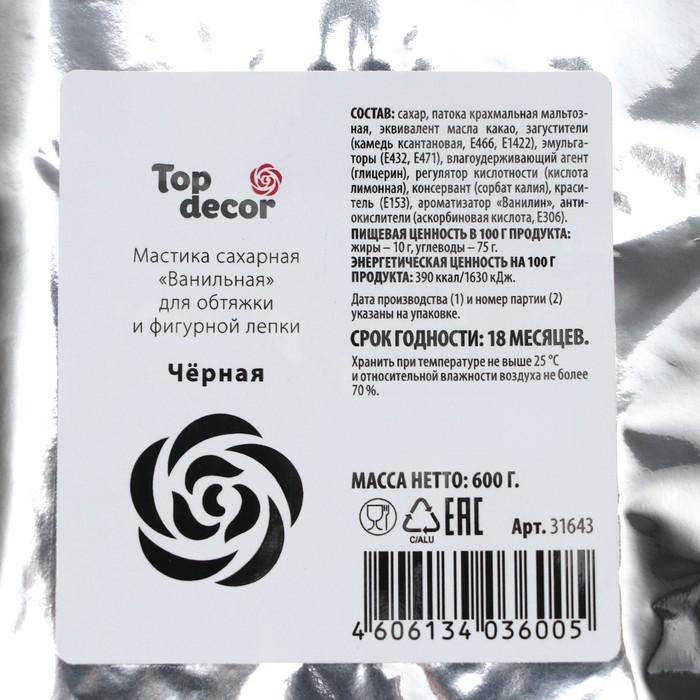 Top
decor
Мастика сахарная
«Ванильная»
для обтяжки
и фигурной лепки
Чёрная
СОСТАВ: сахар, патока крахмальная мальтоз-
ная, эквивалент масла какао, загустители
(камедь ксантановая, Е466, Е1422), эмульга-
торы (Е432, Е471), влагоудерживающий агент
(глицерин), регулятор кислотности (кислота
лимонная), консервант (сорбат калия), краси-
тель (Е153), ароматизатор «Ванилин», анти-
окислители (аскорбиновая кислота, Е306).
ПИЩЕВАЯ ЦЕННОСТЬ В 100 Г ПРОДУКТА:
жиры – 10 г, углеводы – 75 г.
ЭНЕРГЕТИЧЕСКАЯ ЦЕННОСТЬ НА 100 Г
ПРОДУКТА: 390 ккал/1630 кДж.
Дата производства (1) и номер партии (2)
указаны на упаковке.
СРОК ГОДНОСТИ: 18 МЕСЯЦЕВ.
Хранить при температуре не выше 25 °С
и относительной влажности воздуха не более
70 %.
МАССА НЕТТО: 600 Г.
C/ALU
EAC
Арт. 31643
4 606134 036005